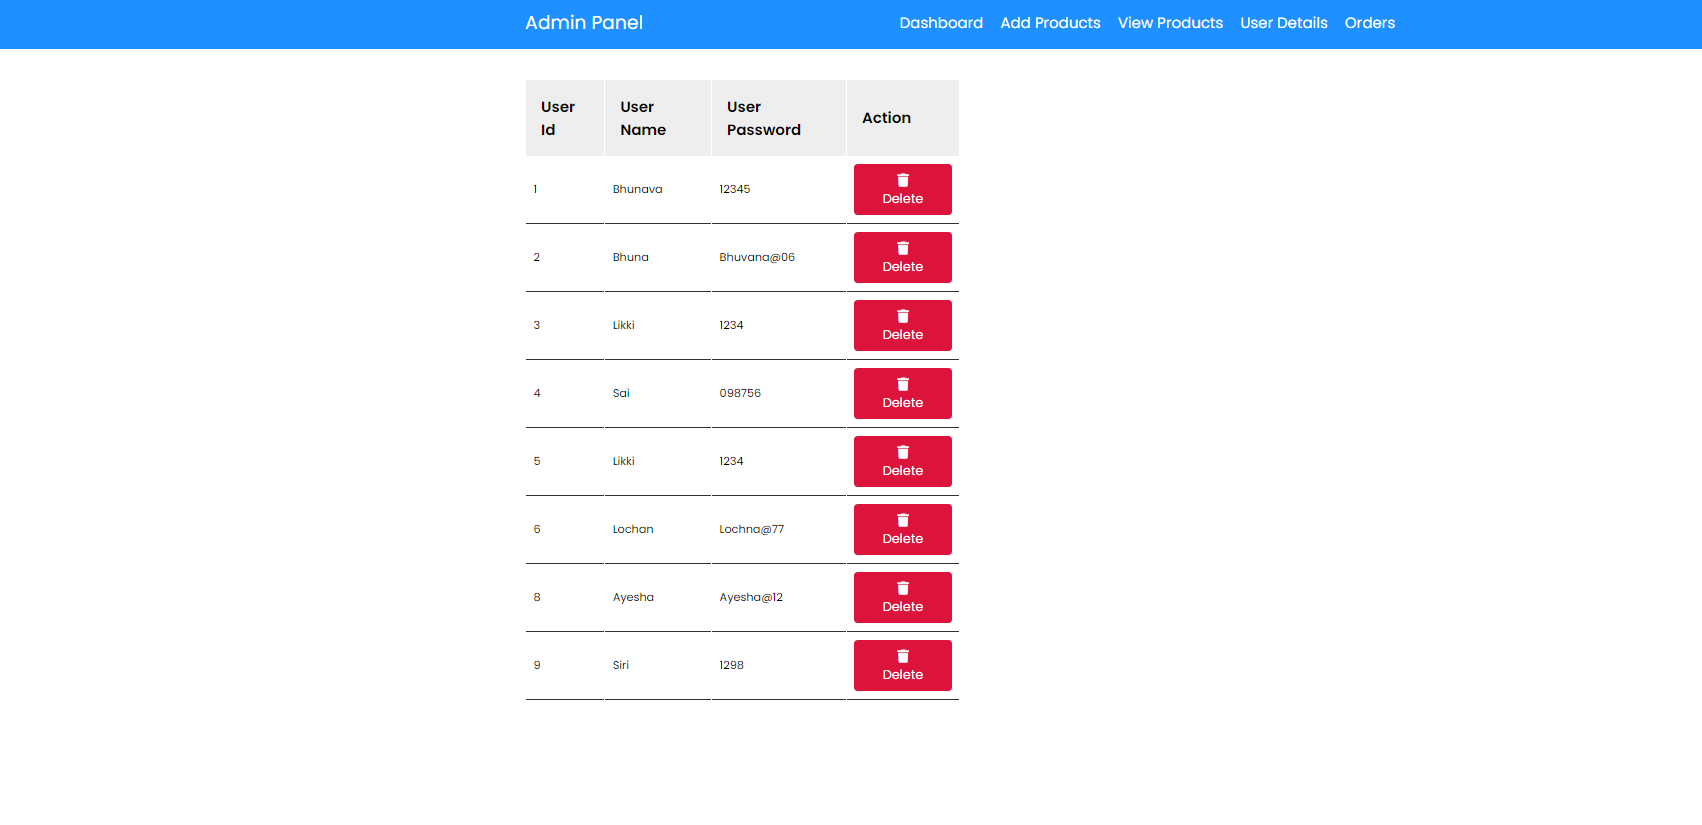 Admin Panel Dashboard Add Products View Products User Details Orders
User Id User Name User Password Action
1 Bhunava 12345 Delete
2 Bhuna Bhuvana@06 Delete
3 Likki 1234 Delete
4 Sai 098756 Delete
5 Likki 1234 Delete
6 Lochan Lochna@77 Delete
8 Ayesha Ayesha@12 Delete
9 Siri 1298 Delete